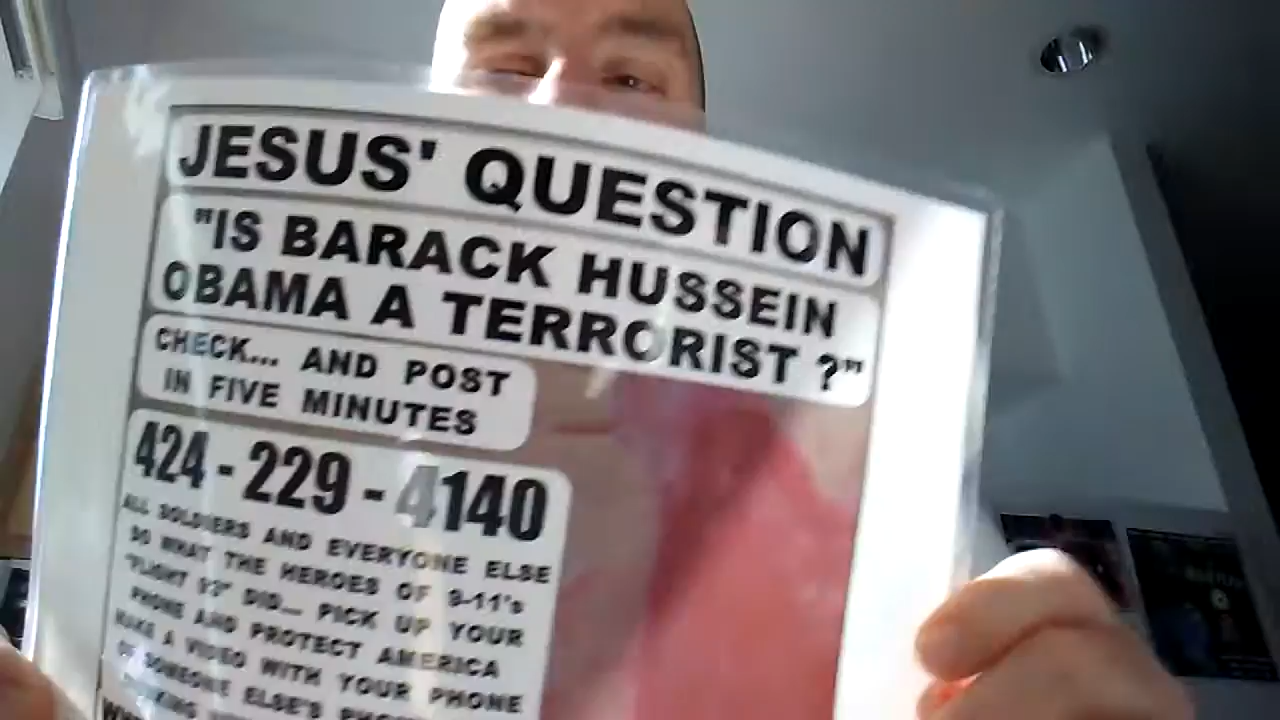 JESUS' QUESTION
"IS BARACK HUSSEIN
OBAMA A TERRORIST ?"
CHECK... AND POST
IN FIVE MINUTES
424-229-4140
ALL SOLDIERS AND EVERYONE ELSE
DO WHAT THE HEROES OF 9-11's
"FLIGHT 93" DID... PICK UP YOUR
PHONE AND PROTECT AMERICA
MAKE A VIDEO WITH YOUR PHONE
OF SOMEONE ELSE'S